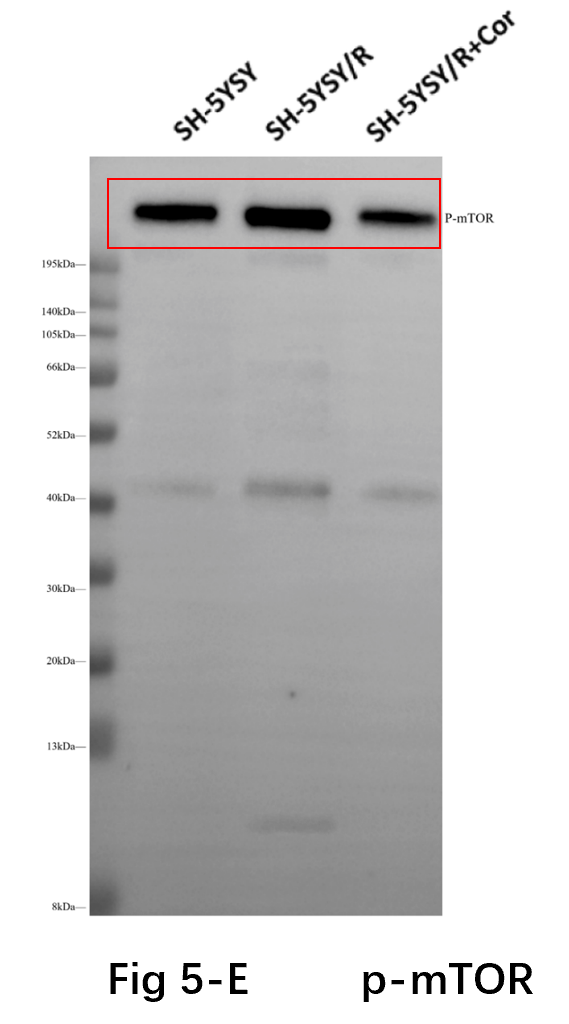 SH-5YSY
SH-5YSY/R
SH-5YSY/R+Cor
P-mTOR
195kDa
140kDa
105kDa
66kDa
52kDa
40kDa
30kDa
20kDa
13kDa
8kDa
Fig 5-E p-mTOR